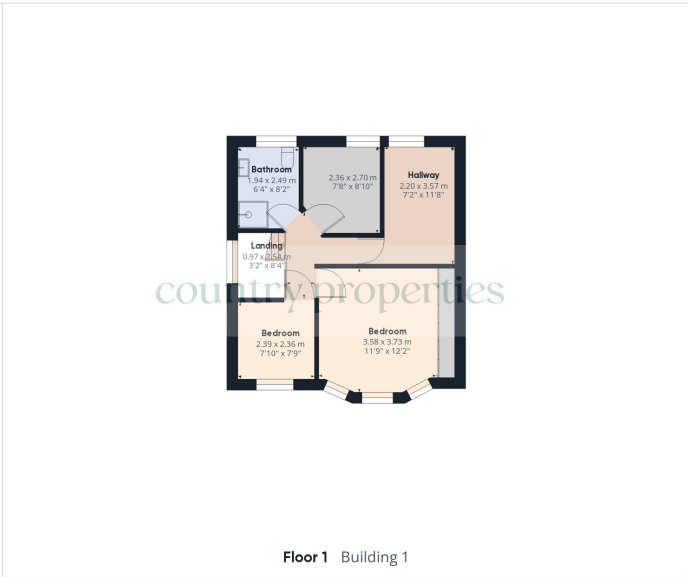 Bathroom
1.94 x 2.49 m
6'4" x 8'2"
2.36 x 2.70 m
7'8" x 8'10"
Hallway
2.20 x 3.57 m
7'2" x 11'8"
Landing
0.97 x 2.54 m
3'2" x 8'4"
country properties
Bedroom
2.39 x 2.36 m
7'10" x 7'9"
Bedroom
3.58 x 3.73 m
11'9" x 12'2"
Floor 1 Building 1